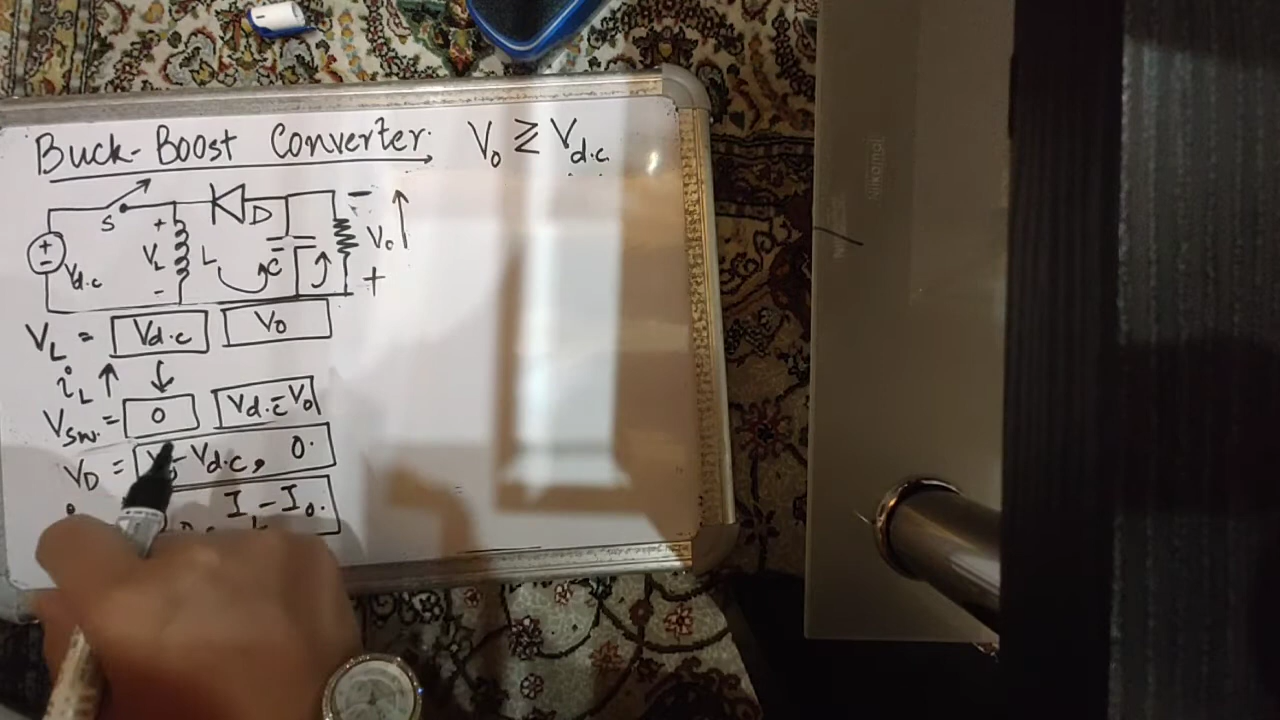 Buck-Boost Converter. V₀ ≷ Vd.c.
S + VL - L D C - V₀ +
+ - Vd.c
VL = Vd.c V₀
iL ↑ ↓
Vsw. = 0 Vd.c - V₀
VD = V₀ - Vd.c, 0.
I - I₀.
Nikomol